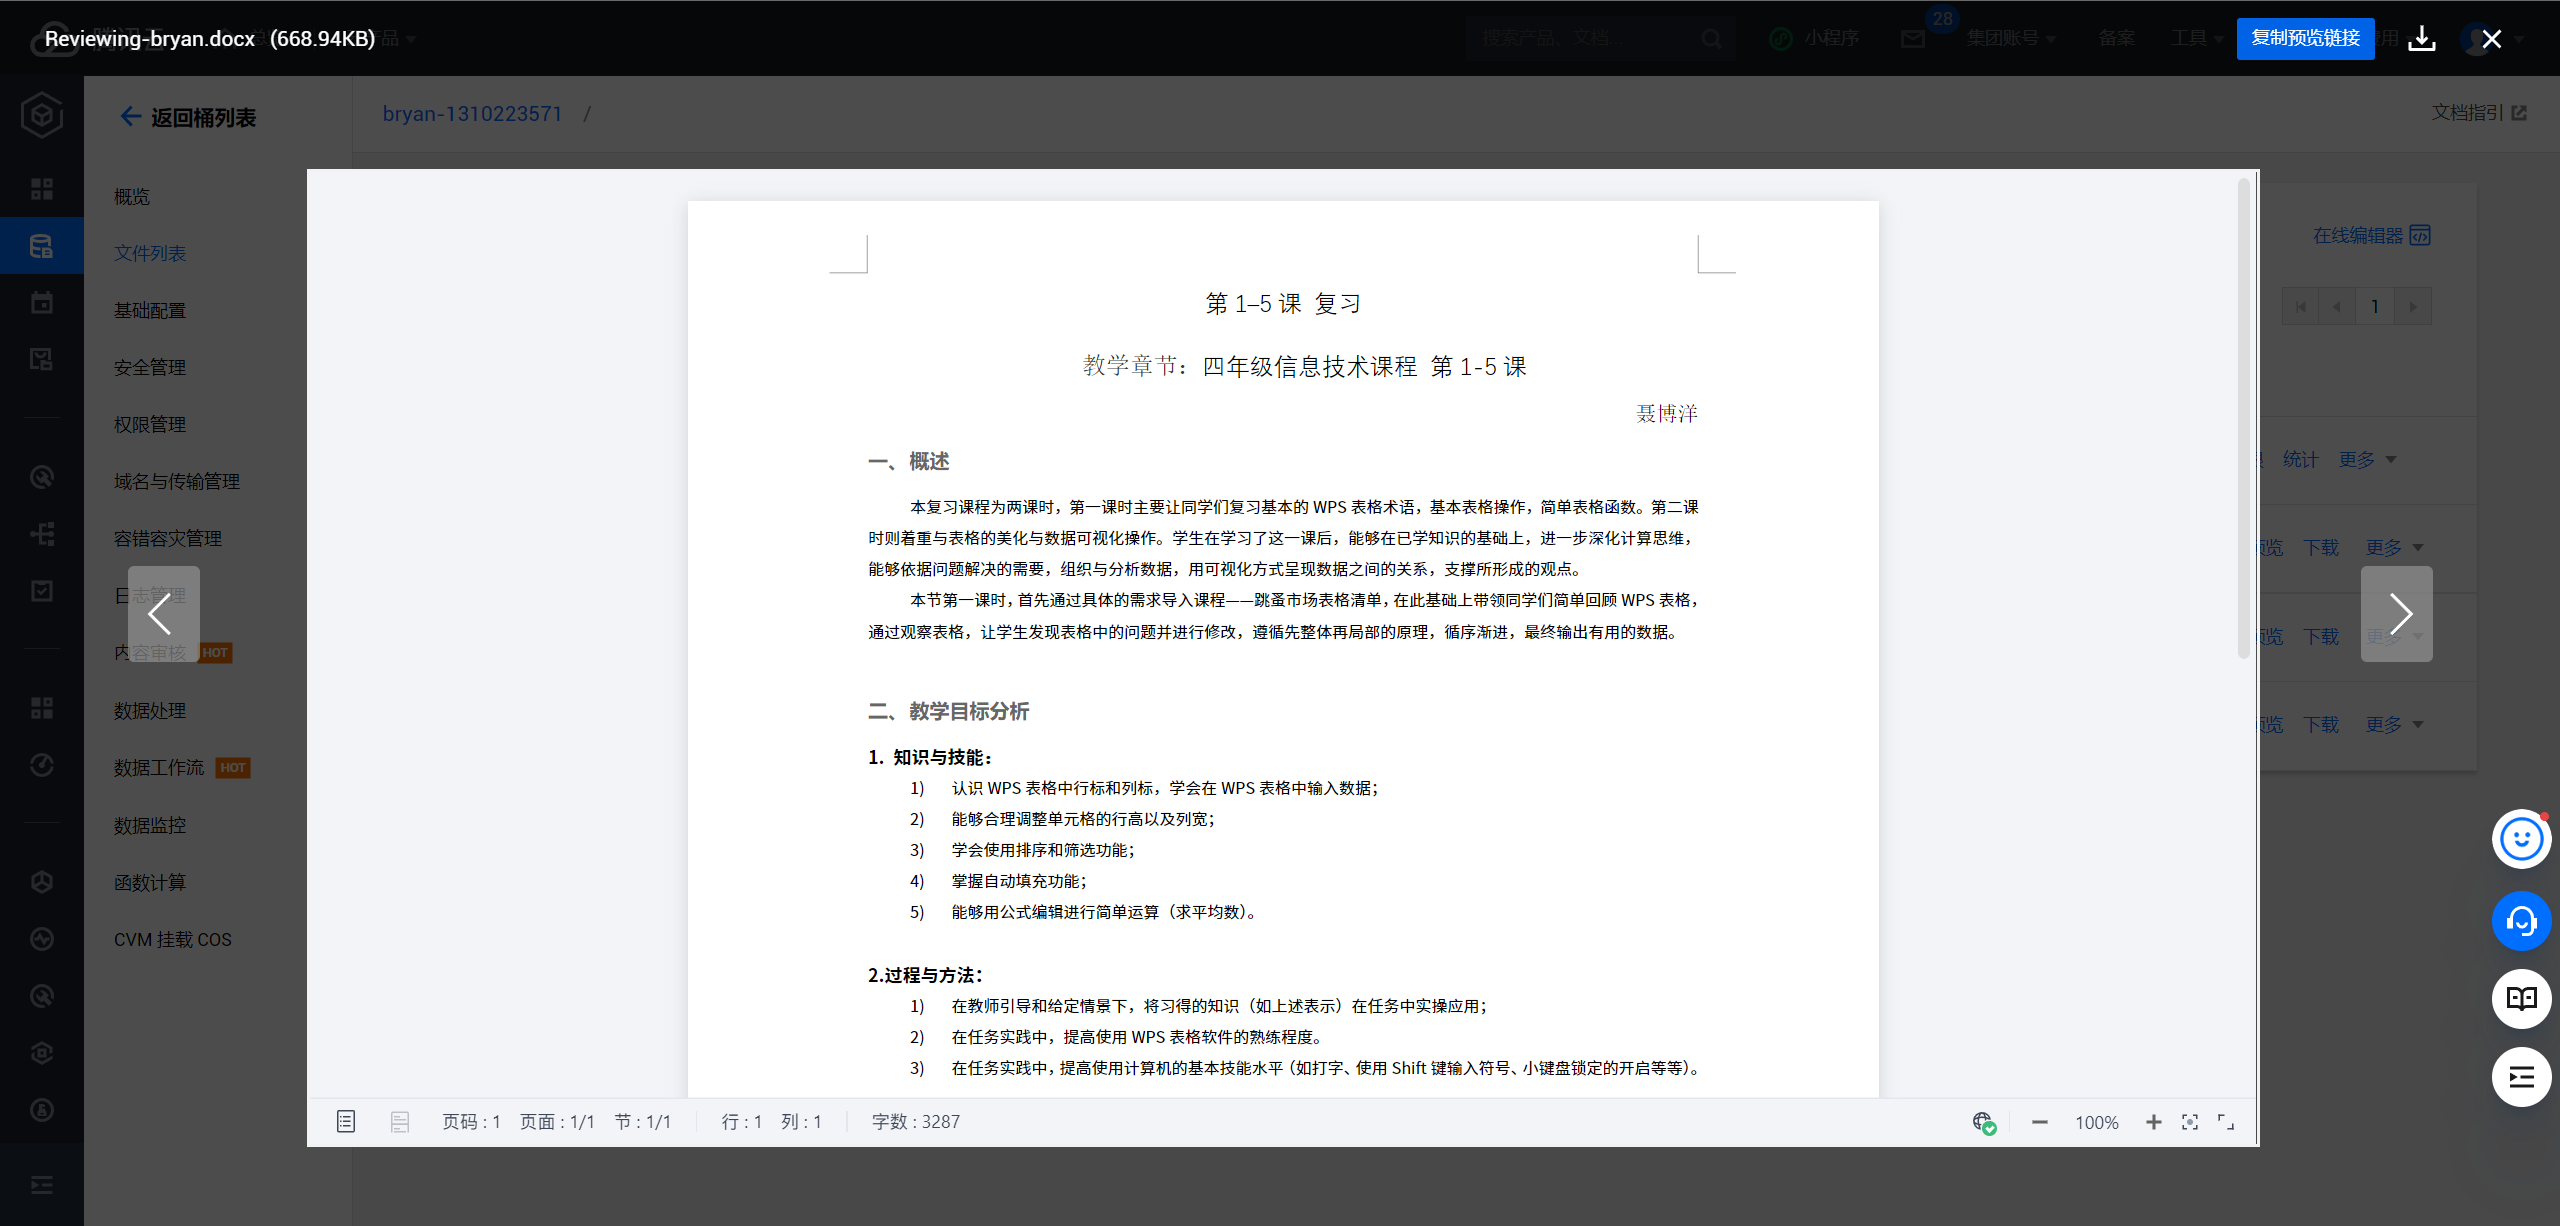 Reviewing-bryan.docx (668.94KB)
搜索产品、文档...
小程序
28
集团账号
备案
工具
复制预览链接
用
返回桶列表
bryan-1310223571 /
文档指引
概览
文件列表
基础配置
安全管理
权限管理
域名与传输管理
容错容灾管理
日志管理
内容审核 HOT
数据处理
数据工作流 HOT
数据监控
函数计算
CVM 挂载 COS
第 1–5 课 复习
教学章节：四年级信息技术课程 第 1-5 课
聂博洋
一、概述
本复习课程为两课时，第一课时主要让同学们复习基本的 WPS 表格术语，基本表格操作，简单表格函数。第二课
时则着重与表格的美化与数据可视化操作。学生在学习了这一课后，能够在已学知识的基础上，进一步深化计算思维，
能够依据问题解决的需要，组织与分析数据，用可视化方式呈现数据之间的关系，支撑所形成的观点。
本节第一课时，首先通过具体的需求导入课程——跳蚤市场表格清单，在此基础上带领同学们简单回顾 WPS 表格，
通过观察表格，让学生发现表格中的问题并进行修改，遵循先整体再局部的原理，循序渐进，最终输出有用的数据。
二、教学目标分析
1. 知识与技能：
1) 认识 WPS 表格中行标和列标，学会在 WPS 表格中输入数据；
2) 能够合理调整单元格的行高以及列宽；
3) 学会使用排序和筛选功能；
4) 掌握自动填充功能；
5) 能够用公式编辑进行简单运算（求平均数）。
2.过程与方法：
1) 在教师引导和给定情景下，将习得的知识（如上述表示）在任务中实操应用；
2) 在任务实践中，提高使用 WPS 表格软件的熟练程度。
3) 在任务实践中，提高使用计算机的基本技能水平（如打字、使用 Shift 键输入符号、小键盘锁定的开启等等）。
页码 : 1 页面 : 1/1 节 : 1/1 行 : 1 列 : 1 字数 : 3287
100%
在线编辑器
1
统计 更多
预览 下载 更多
预览 下载 更多
预览 下载 更多